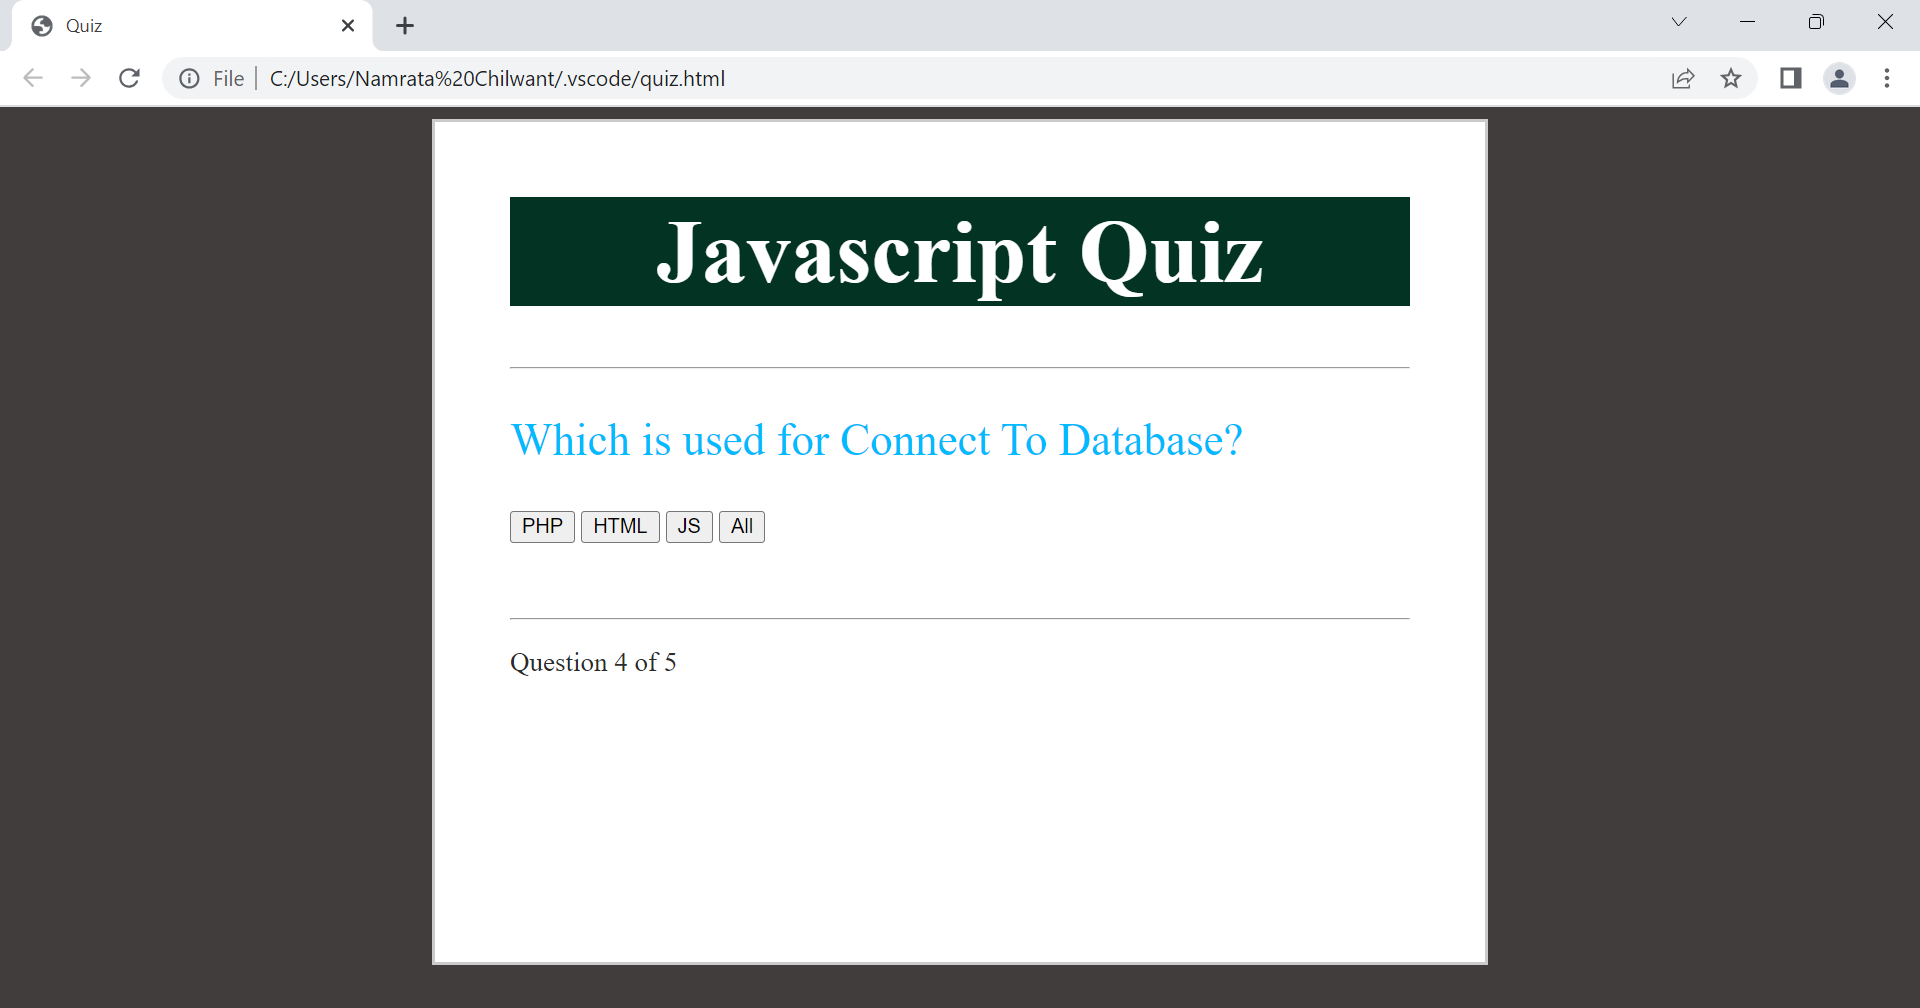 Quiz
File C:/Users/Namrata%20Chilwant/.vscode/quiz.html
Javascript Quiz
Which is used for Connect To Database?
PHP HTML JS All
Question 4 of 5